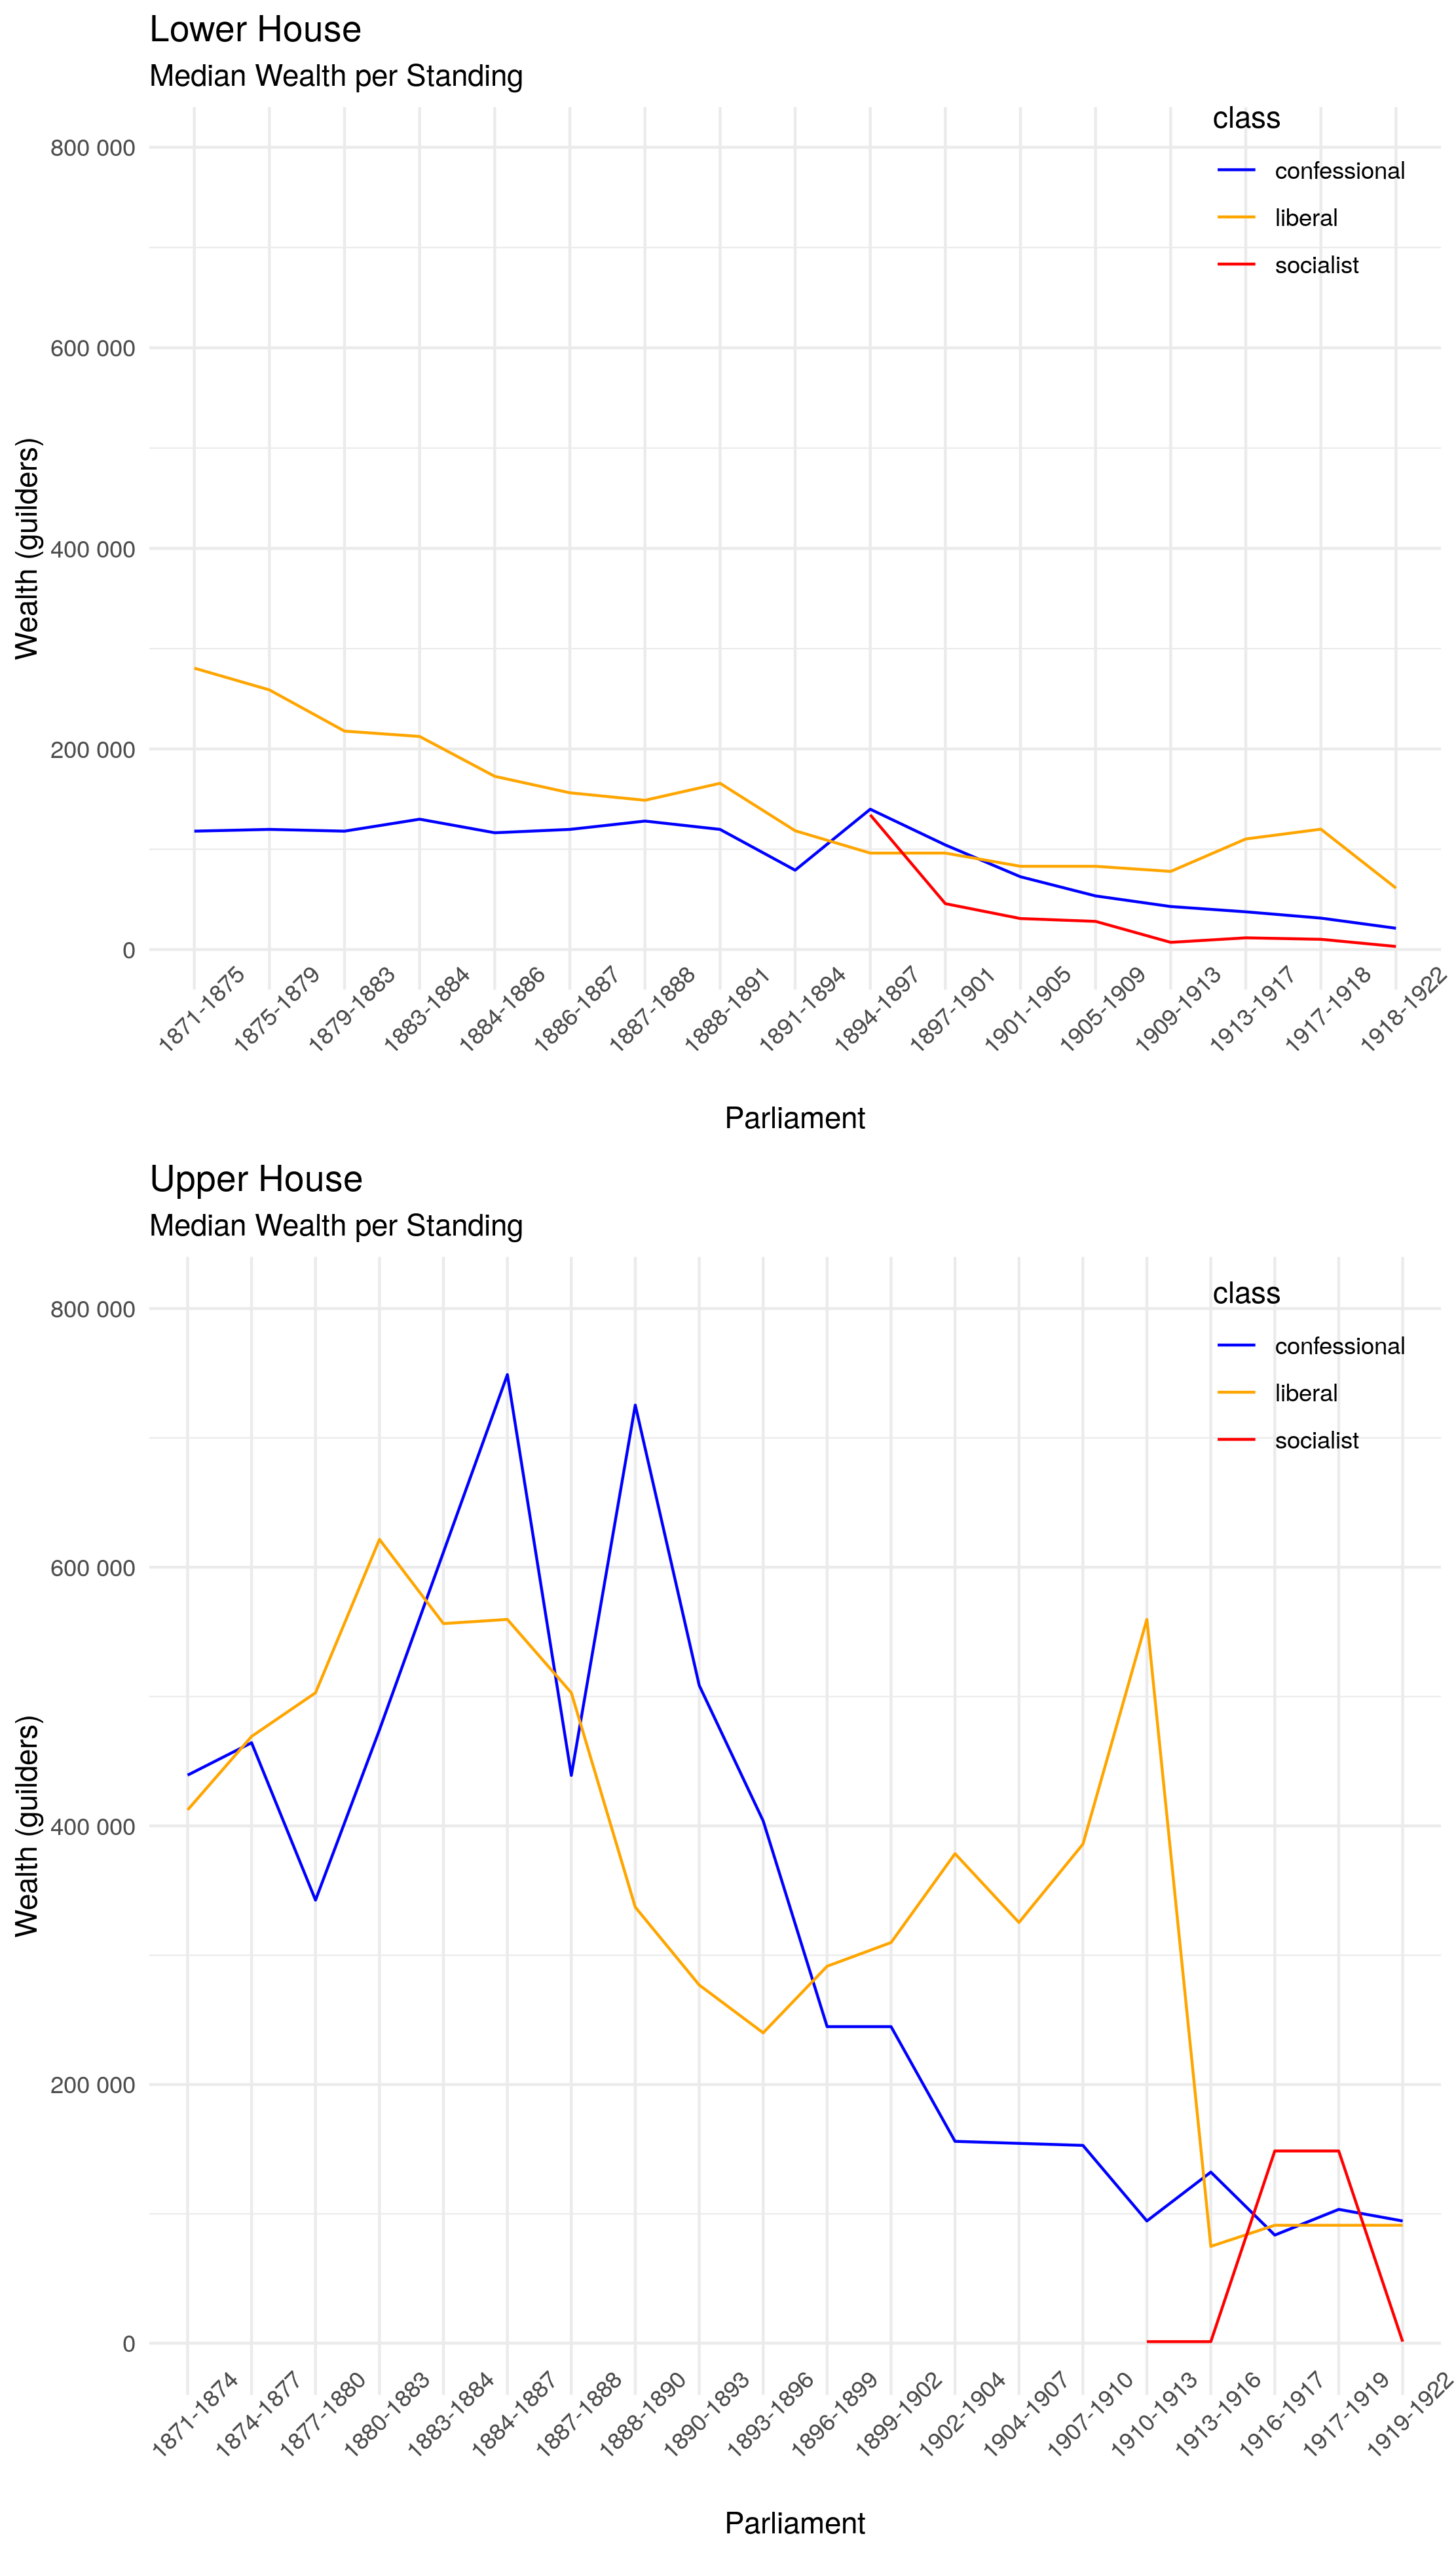 Lower House
Median Wealth per Standing
class
confessional
liberal
socialist
Wealth (guilders)
800 000
600 000
400 000
200 000
0
1871-1875
1875-1879
1879-1883
1883-1884
1884-1886
1886-1887
1887-1888
1888-1891
1891-1894
1894-1897
1897-1901
1901-1905
1905-1909
1909-1913
1913-1917
1917-1918
1918-1922
Parliament
Upper House
Median Wealth per Standing
class
confessional
liberal
socialist
Wealth (guilders)
800 000
600 000
400 000
200 000
0
1871-1874
1874-1877
1877-1880
1880-1883
1883-1884
1884-1887
1887-1888
1888-1890
1890-1893
1893-1896
1896-1899
1899-1902
1902-1904
1904-1907
1907-1910
1910-1913
1913-1916
1916-1917
1917-1919
1919-1922
Parliament